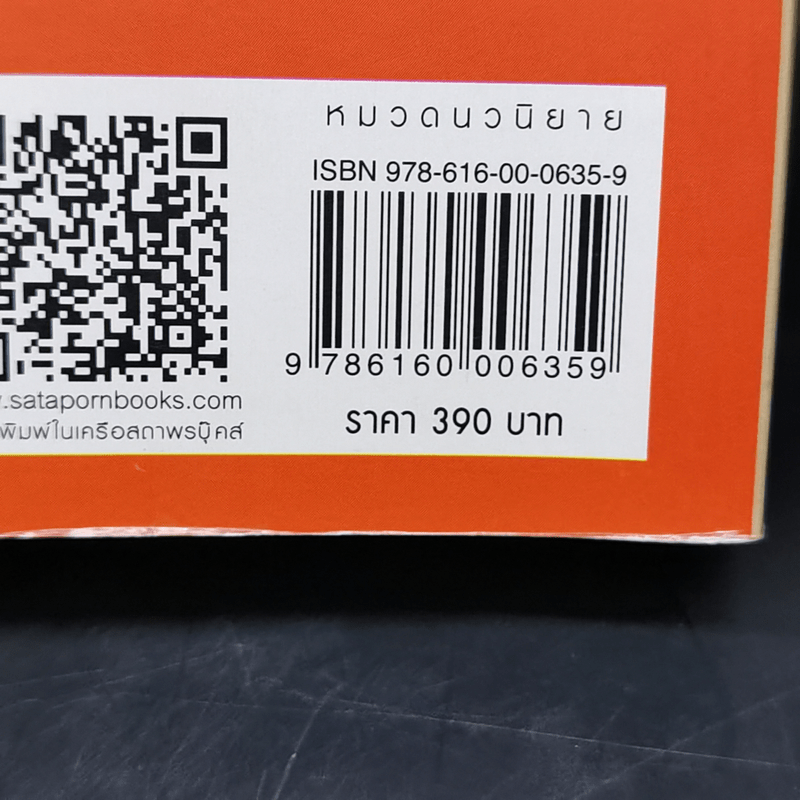 หมวดนวนิยาย
ISBN 978-616-00-0635-9
9 786160 006359
.satapornbooks.com
พิมพ์ในเครือสถาพรบุ๊คส์
ราคา 390 บาท